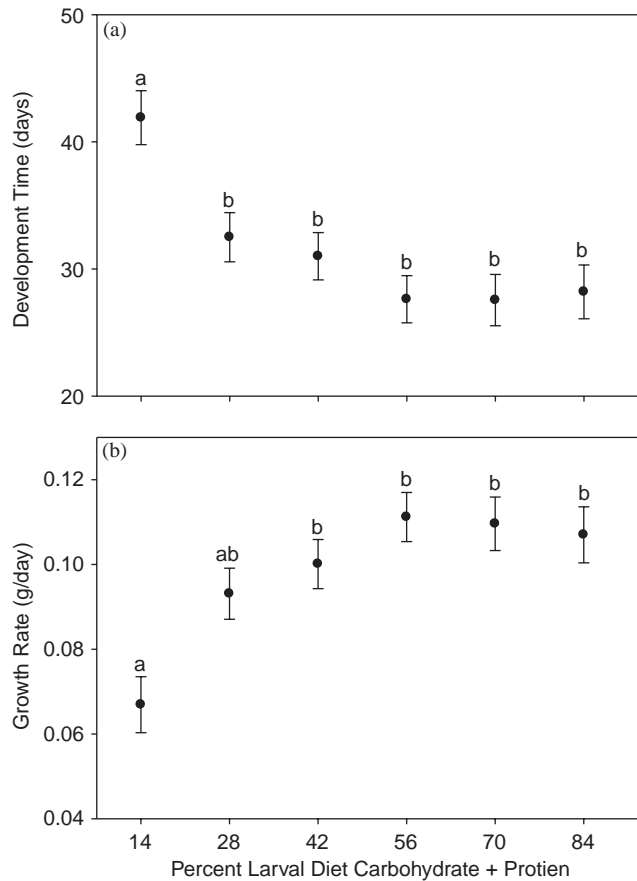 50
(a)
a
40
b
b
b
b
b
30
20
Development Time (days)
(b)
0.12
b
b
b
b
ab
0.10
0.08
a
0.06
0.04
Growth Rate (g/day)
14 28 42 56 70 84
Percent Larval Diet Carbohydrate + Protien